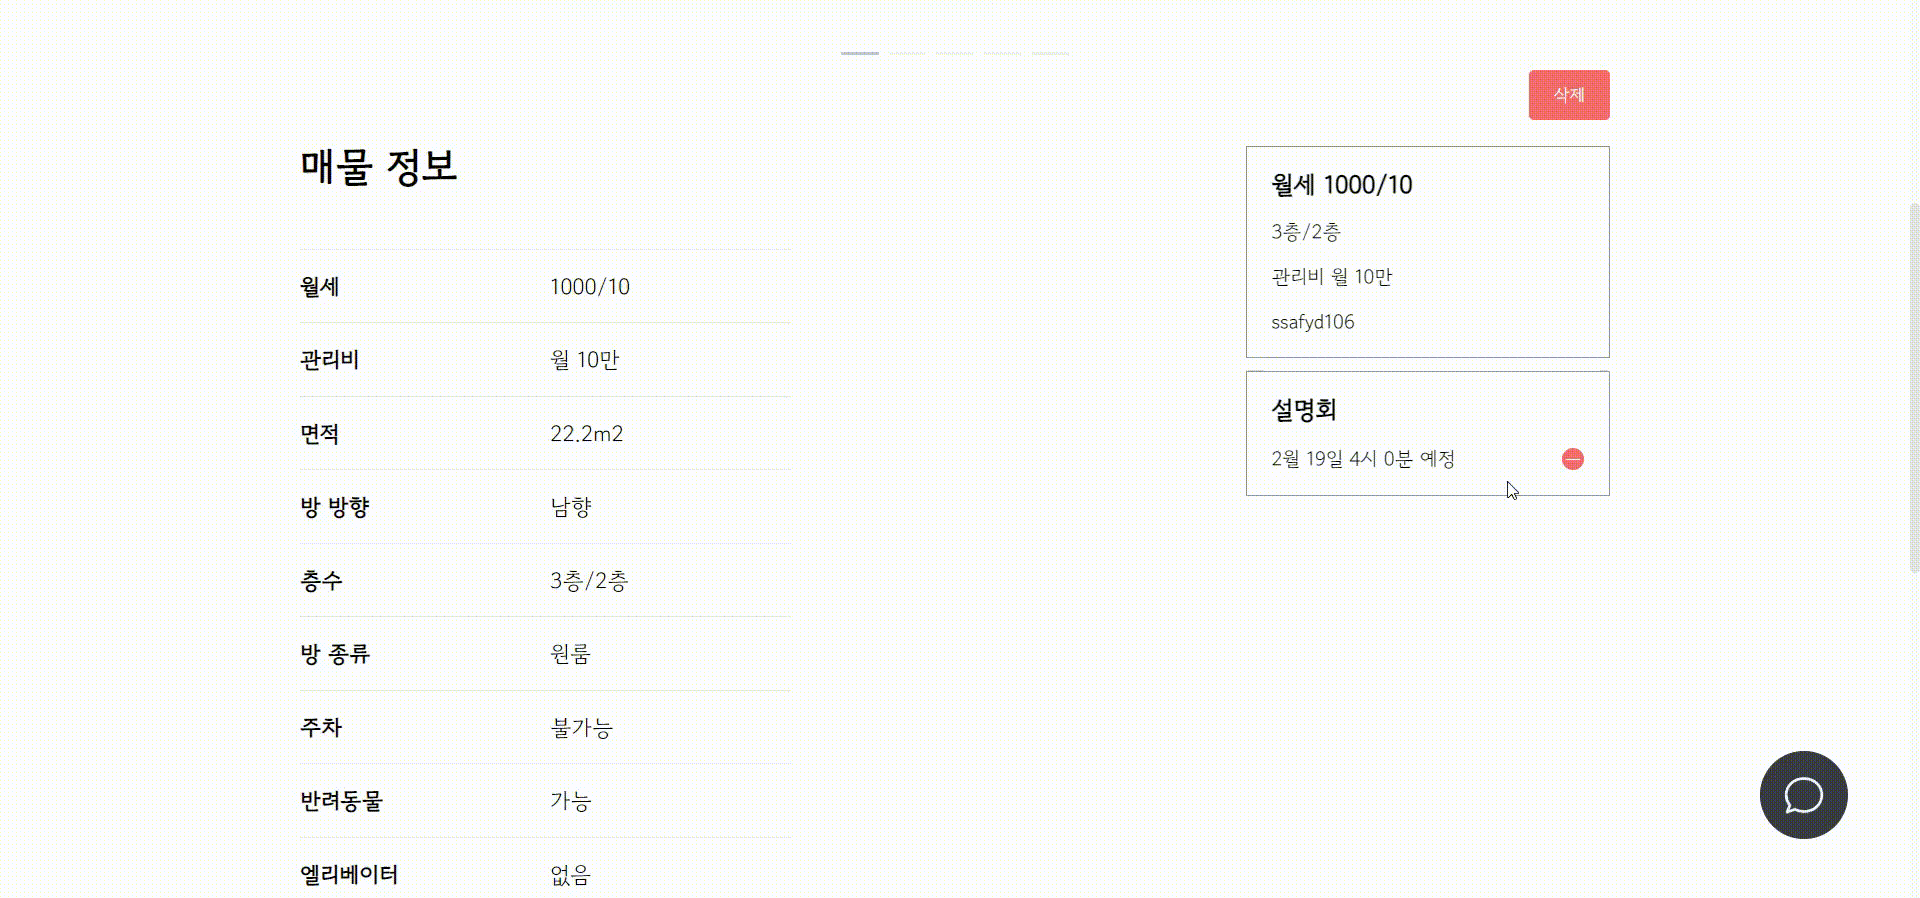 삭제
매물 정보
월세 1000/10
관리비 월 10만
면적 22.2m2
방 방향 남향
층수 3층/2층
방 종류 원룸
주차 불가능
반려동물 가능
엘리베이터 없음
월세 1000/10
3층/2층
관리비 월 10만
ssafyd106
설명회
2월 19일 4시 0분 예정